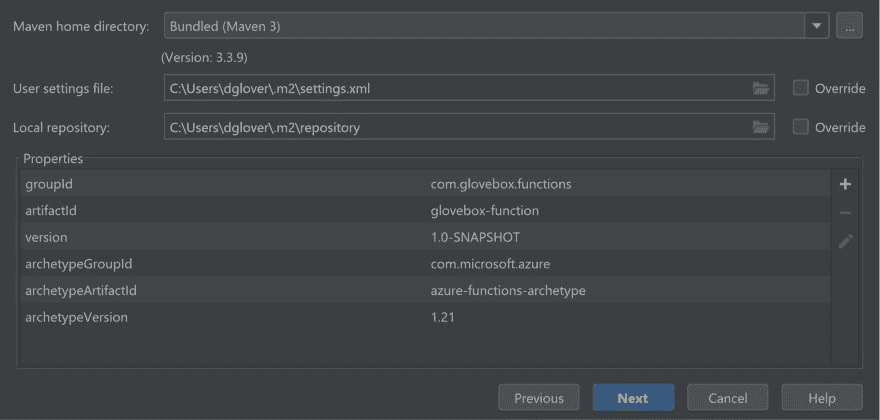 Maven home directory: Bundled (Maven 3) ...
(Version: 3.3.9)
User settings file: C:\Users\dglover\.m2\settings.xml Override
Local repository: C:\Users\dglover\.m2\repository Override
Properties
groupId com.glovebox.functions
artifactId glovebox-function
version 1.0-SNAPSHOT
archetypeGroupId com.microsoft.azure
archetypeArtifactId azure-functions-archetype
archetypeVersion 1.21
Previous Next Cancel Help